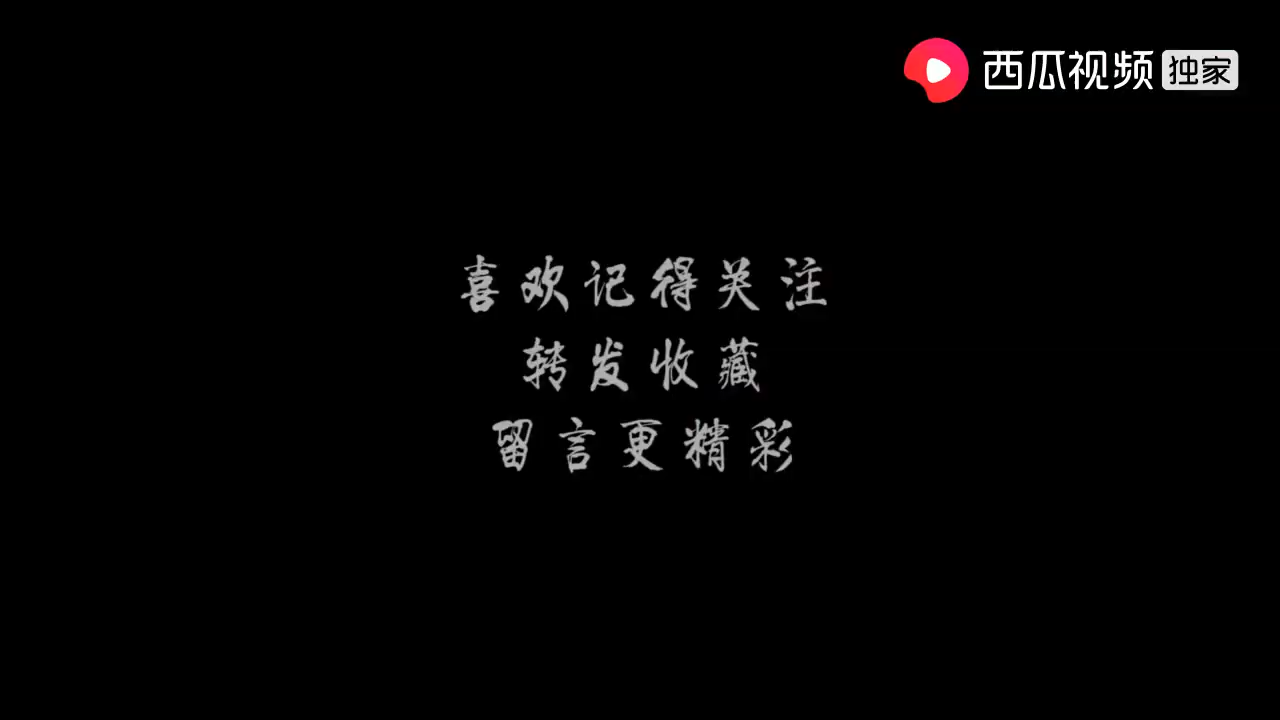 西瓜视频 独家
喜欢记得关注
转发收藏
留言更精彩